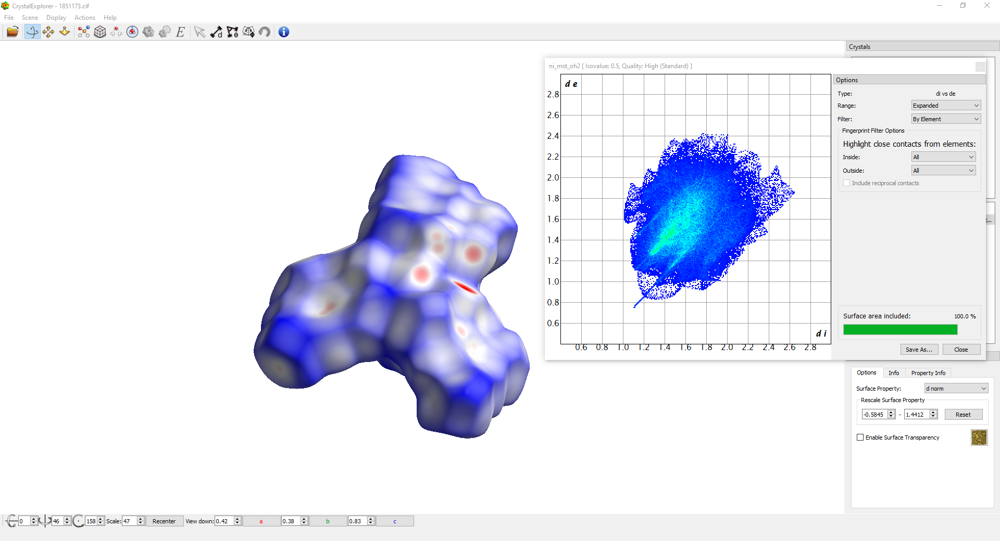 CrystalExplorer - 1851173.cif
File Scene Display Actions Help
E d θ
Crystals
ni_mst_oh2 [ Isovalue: 0.5, Quality: High (Standard) ]
d e
2.8
2.6
2.4
2.2
2.0
1.8
1.6
1.4
1.2
1.0
0.8
0.6
d i
0.6 0.8 1.0 1.2 1.4 1.6 1.8 2.0 2.2 2.4 2.6 2.8
Options
Type: di vs de
Range: Expanded
Filter: By Element
Fingerprint Filter Options
Highlight close contacts from elements:
Inside: All
Outside: All
Include reciprocal contacts
Surface area included: 100.0 %
Save As... Close
Options Info Property Info
Surface Property: d norm
Rescale Surface Property
-0.5845 - 1.4412 Reset
Enable Surface Transparency
0 46 158 Scale: 47 Recenter View down: 0.42 a 0.38 b 0.83 c